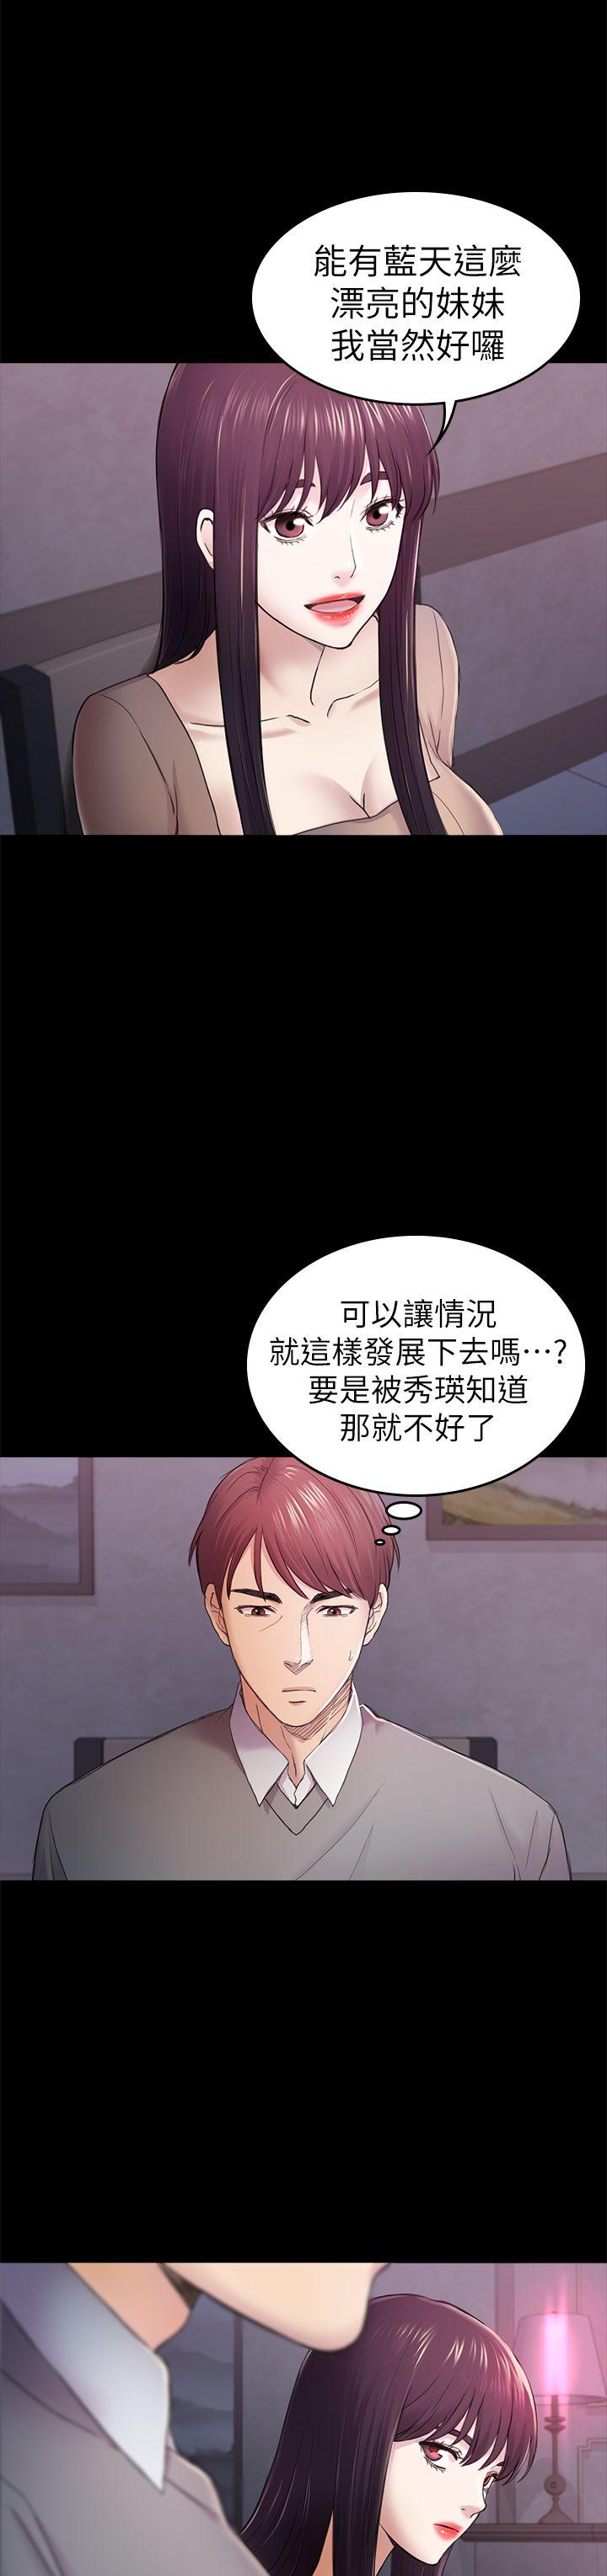 能有藍天這麼
漂亮的妹妹
我當然好囉
可以讓情況
就這樣發展下去嗎⋯?
要是被秀瑛知道
那就不好了